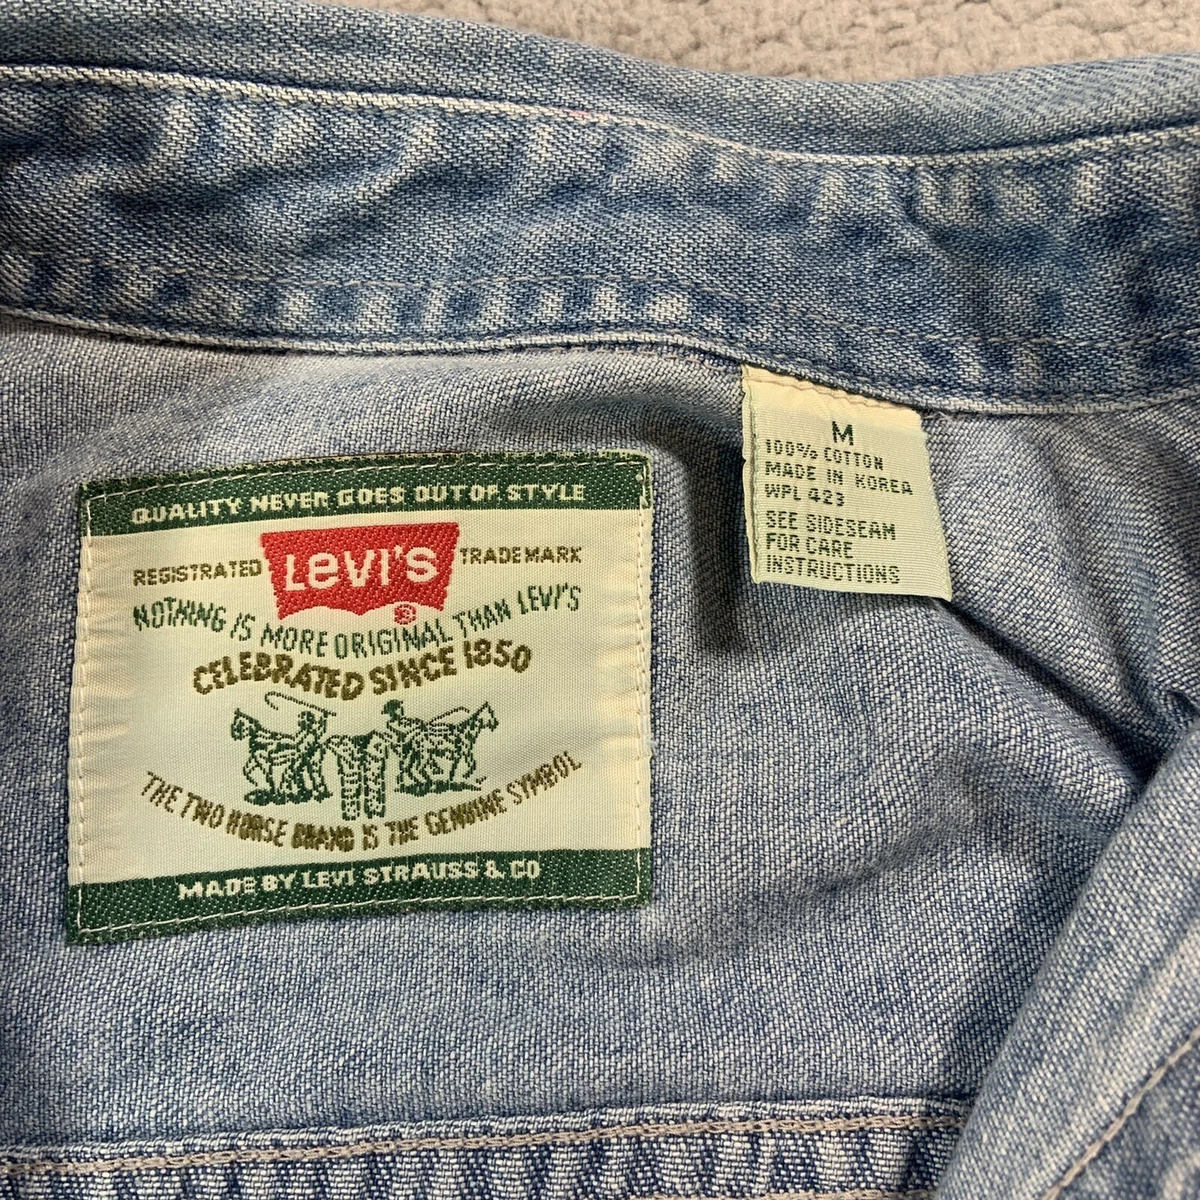 QUALITY NEVER GOES OUT OF STYLE
REGISTRATED LEVI'S TRADEMARK
®
NOTHING IS MORE ORIGINAL THAN LEVI'S
CELEBRATED SINCE 1850
THE TWO HORSE BRAND IS THE GENUINE SYMBOL
MADE BY LEVI STRAUSS & CO
M
100% COTTON
MADE IN KOREA
WPL 423
SEE SIDESEAM
FOR CARE
INSTRUCTIONS